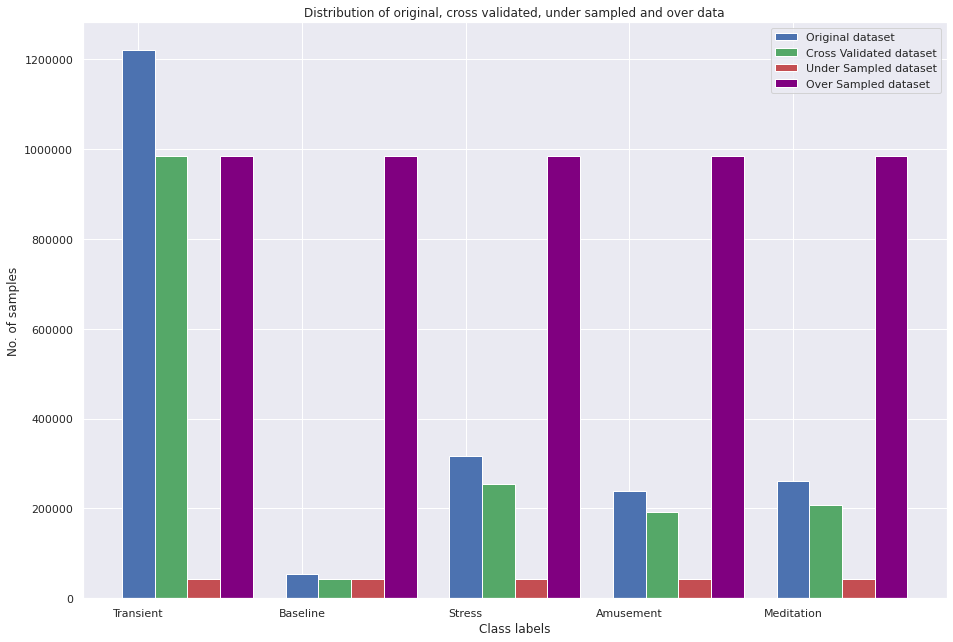 Distribution of original, cross validated, under sampled and over data
Original dataset
Cross Validated dataset
Under Sampled dataset
Over Sampled dataset
1200000
1000000
800000
600000
400000
200000
0
No. of samples
Transient Baseline Stress Amusement Meditation
Class labels